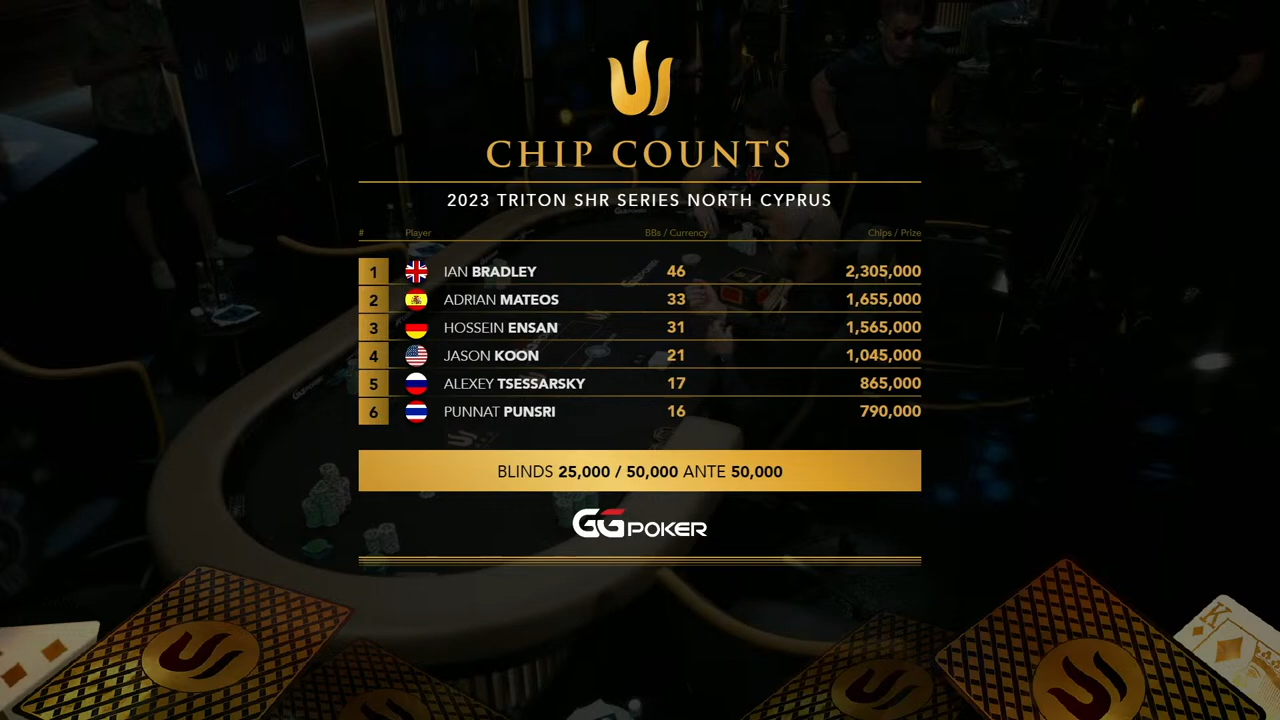 CHIP COUNTS
2023 TRITON SHR SERIES NORTH CYPRUS
# Player BBs / Currency Chips / Prize
1 IAN BRADLEY 46 2,305,000
2 ADRIAN MATEOS 33 1,655,000
3 HOSSEIN ENSAN 31 1,565,000
4 JASON KOON 21 1,045,000
5 ALEXEY TSESSARSKY 17 865,000
6 PUNNAT PUNSRI 16 790,000
BLINDS 25,000 / 50,000 ANTE 50,000
GGPOKER
K